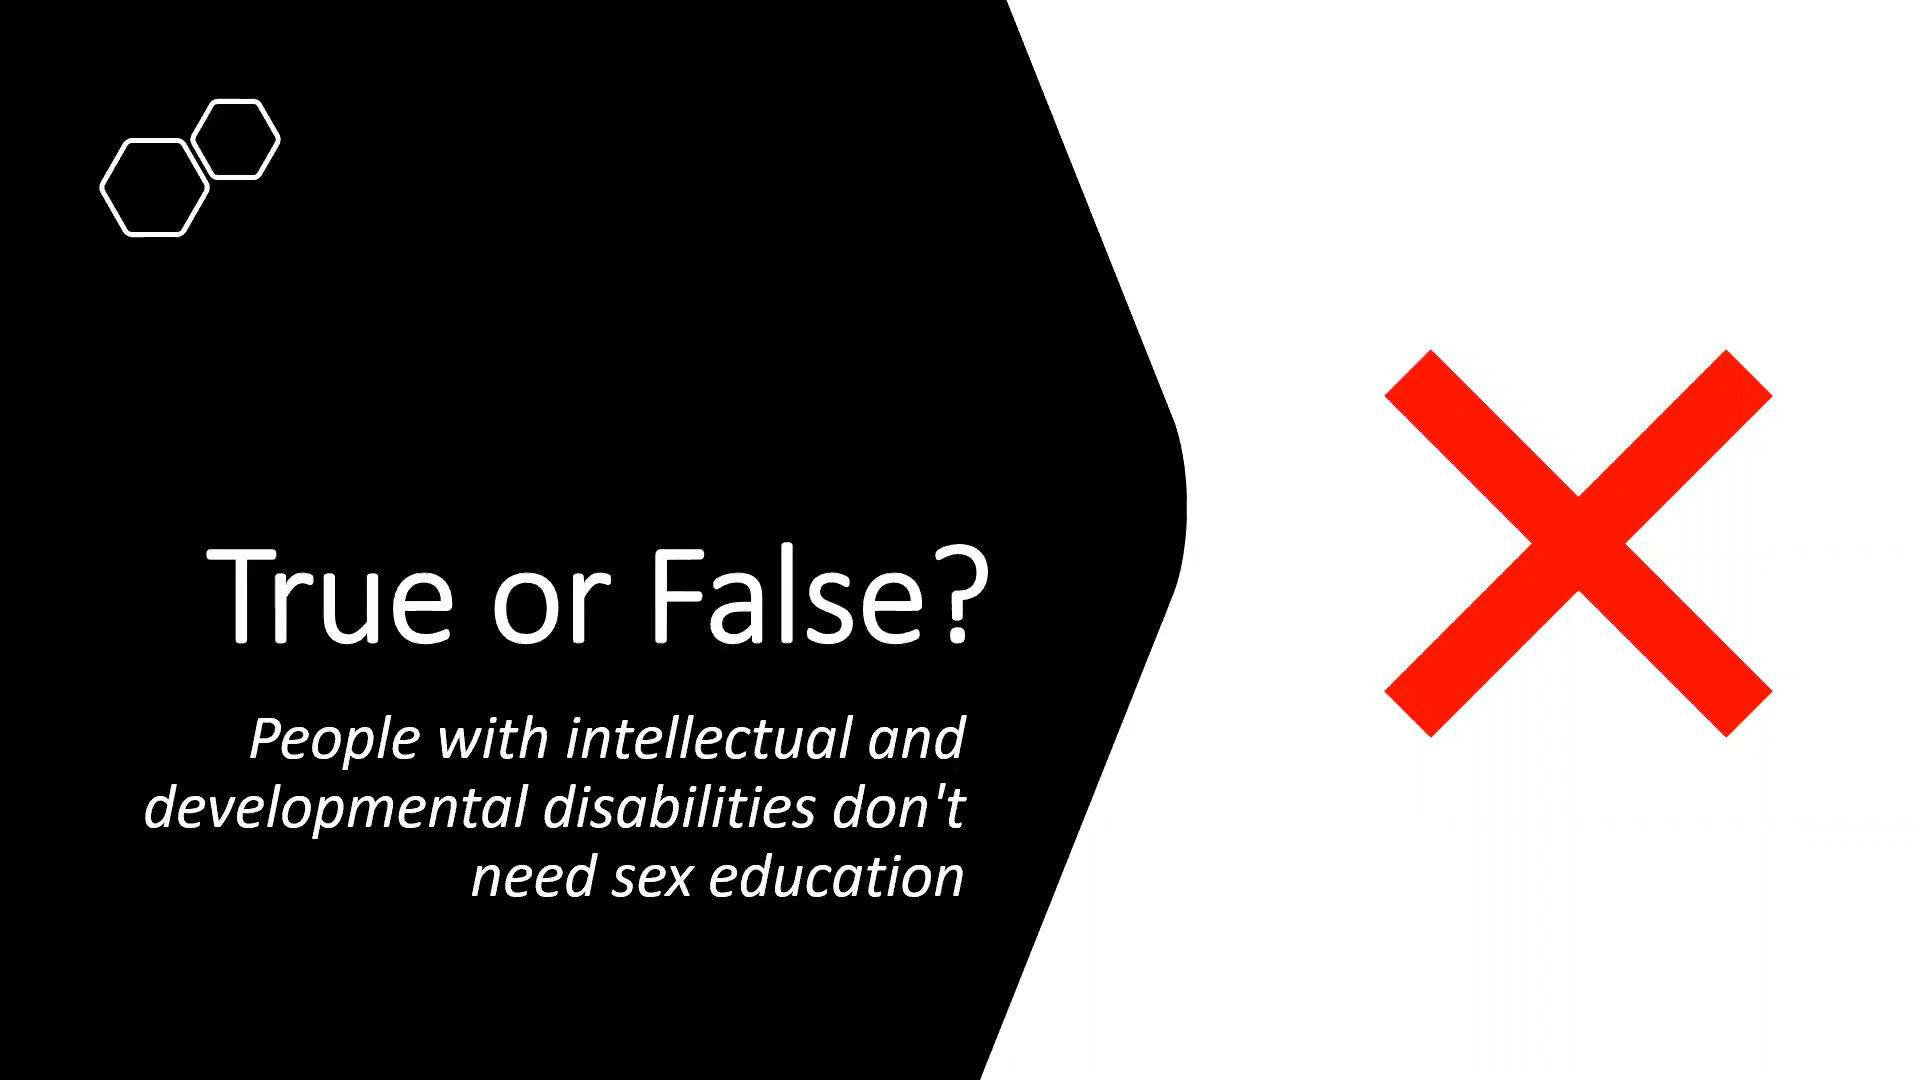 True or False?
People with intellectual and
developmental disabilities don't
need sex education